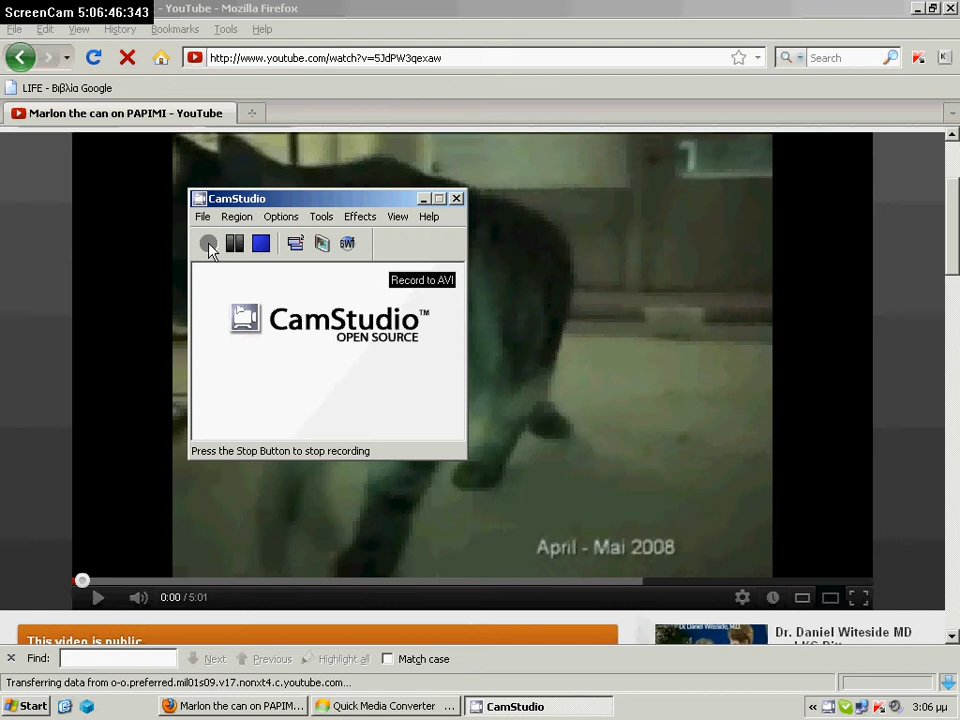 ScreenCam 5:06:46:343
- YouTube - Mozilla Firefox
File Edit View History Bookmarks Tools Help
http://www.youtube.com/watch?v=5JdPW3qexaw
Search
LIFE - Βιβλία Google
Marlon the can on PAPIMI - YouTube
CamStudio
File Region Options Tools Effects View Help
SWF
Record to AVI
CamStudio™
OPEN SOURCE
Press the Stop Button to stop recording
April - Mai 2008
0:00 / 5:01
This video is public
Dr. Daniel Witeside MD
Find:
Next Previous Highlight all Match case
Transferring data from o-o.preferred.mil01s09.v17.nonxt4.c.youtube.com...
Start
Marlon the can on PAPIM...
Quick Media Converter ...
CamStudio
3:06 μμ